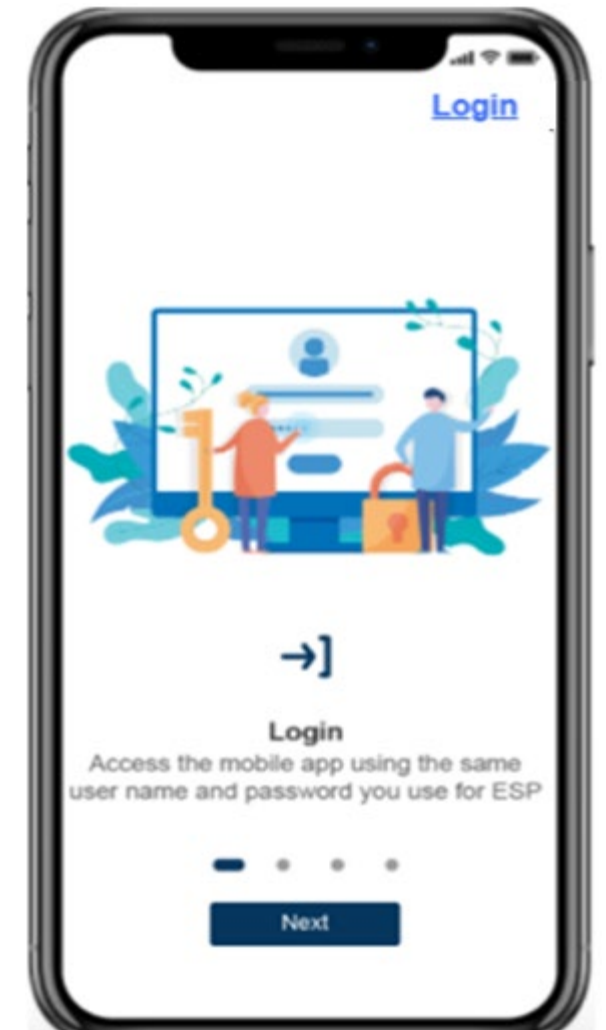 Login
Login
Access the mobile app using the same
user name and password you use for ESP
Next